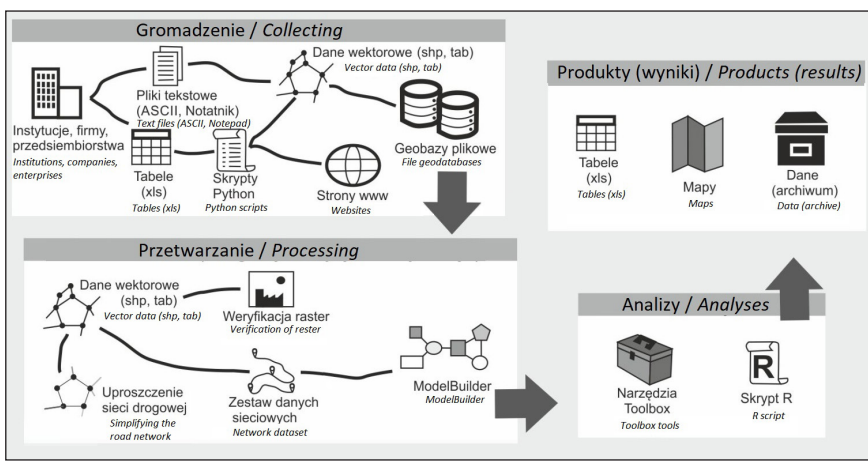 Gromadzenie / Collecting
Instytucje, firmy,
przedsiembiorstwa
Institutions, companies,
enterprises
Pliki tekstowe
(ASCII, Notatnik)
Text files (ASCII, Notepad)
Tabele
(xls)
Tables (xls)
Skrypty
Python
Python scripts
Dane wektorowe (shp, tab)
Vector data (shp, tab)
Geobazy plikowe
File geodatabases
Strony www
Websites
Przetwarzanie / Processing
Dane wektorowe
(shp, tab)
Vector data (shp, tab)
Weryfikacja raster
Verification of rester
Uproszczenie
sieci drogowej
Simplifying the
road network
Zestaw danych
sieciowych
Network dataset
ModelBuilder
ModelBuilder
Analizy / Analyses
Narzędzia
Toolbox
Toolbox tools
R
Skrypt R
R script
Produkty (wyniki) / Products (results)
Tabele
(xls)
Tables (xls)
Mapy
Maps
Dane
(archiwum)
Data (archive)